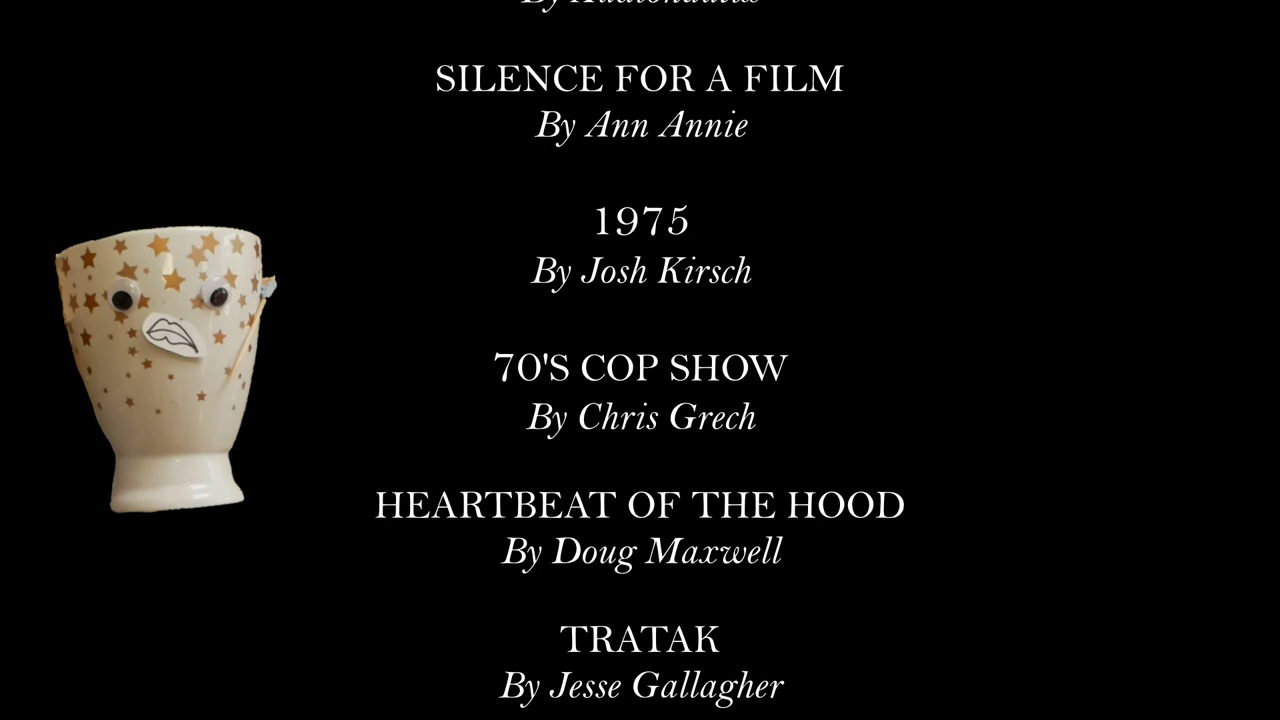 SILENCE FOR A FILM
By Ann Annie
1975
By Josh Kirsch
70'S COP SHOW
By Chris Grech
HEARTBEAT OF THE HOOD
By Doug Maxwell
TRATAK
By Jesse Gallagher